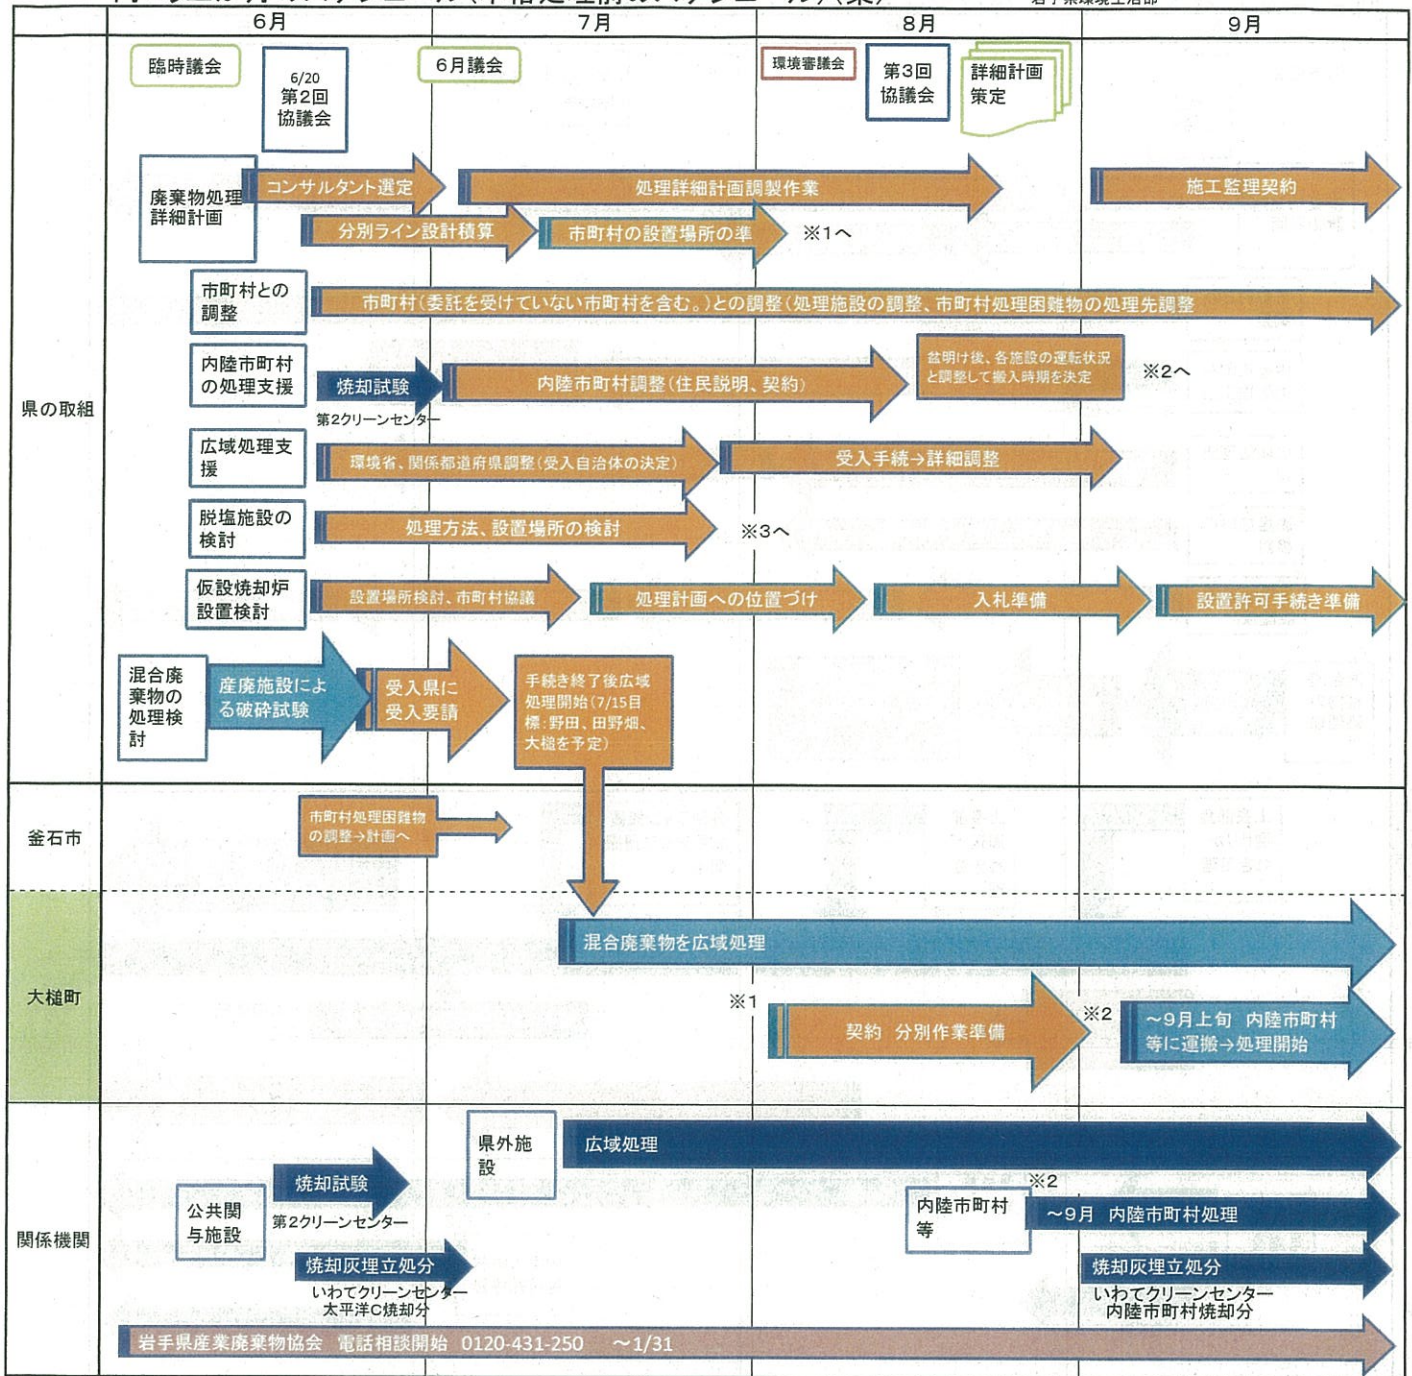 岩手県環境生活部
6月
7月
8月
9月
臨時議会
6/20
第2回
協議会
6月議会
環境審議会
第3回
協議会
詳細計画
策定
県の取組
廃棄物処理
詳細計画
コンサルタント選定
処理詳細計画調製作業
施工監理契約
分別ライン設計積算
市町村の設置場所の準
※1へ
市町村との
調整
市町村(委託を受けていない市町村を含む。)との調整(処理施設の調整、市町村処理困難物の処理先調整
内陸市町村
の処理支援
焼却試験
第2クリーンセンター
内陸市町村調整(住民説明、契約)
盆明け後、各施設の運転状況
と調整して搬入時期を決定
※2へ
広域処理支
援
環境省、関係都道府県調整(受入自治体の決定)
受入手続→詳細調整
脱塩施設の
検討
処理方法、設置場所の検討
※3へ
仮設焼却炉
設置検討
設置場所検討、市町村協議
処理計画への位置づけ
入札準備
設置許可手続き準備
混合廃
棄物の
処理検
討
産廃施設によ
る破砕試験
受入県に
受入要請
手続き終了後広域
処理開始(7/15目
標:野田、田野畑、
大槌を予定)
釜石市
市町村処理困難物
の調整→計画へ
大槌町
混合廃棄物を広域処理
※1
契約 分別作業準備
※2
~9月上旬 内陸市町村
等に運搬→処理開始
関係機関
県外施
設
広域処理
公共関
与施設
焼却試験
第2クリーンセンター
焼却灰埋立処分
いわてクリーンセンター
太平洋C焼却分
内陸市町村
等
※2
~9月 内陸市町村処理
焼却灰埋立処分
いわてクリーンセンター
内陸市町村焼却分
岩手県産業廃棄物協会 電話相談開始 0120-431-250 ~1/31